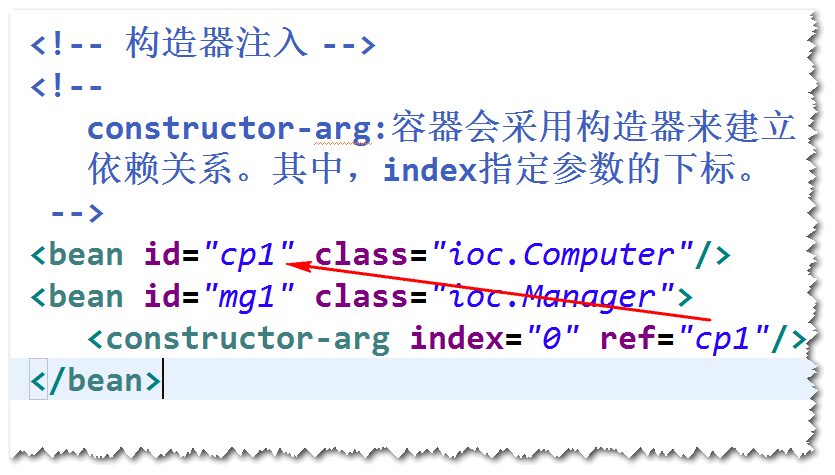 <!-- 构造器注入 -->
<!--
constructor-arg:容器会采用构造器来建立
依赖关系。其中，index指定参数的下标。
-->
<bean id="cp1" class="ioc.Computer"/>
<bean id="mg1" class="ioc.Manager">
<constructor-arg index="0" ref="cp1"/>
</bean>